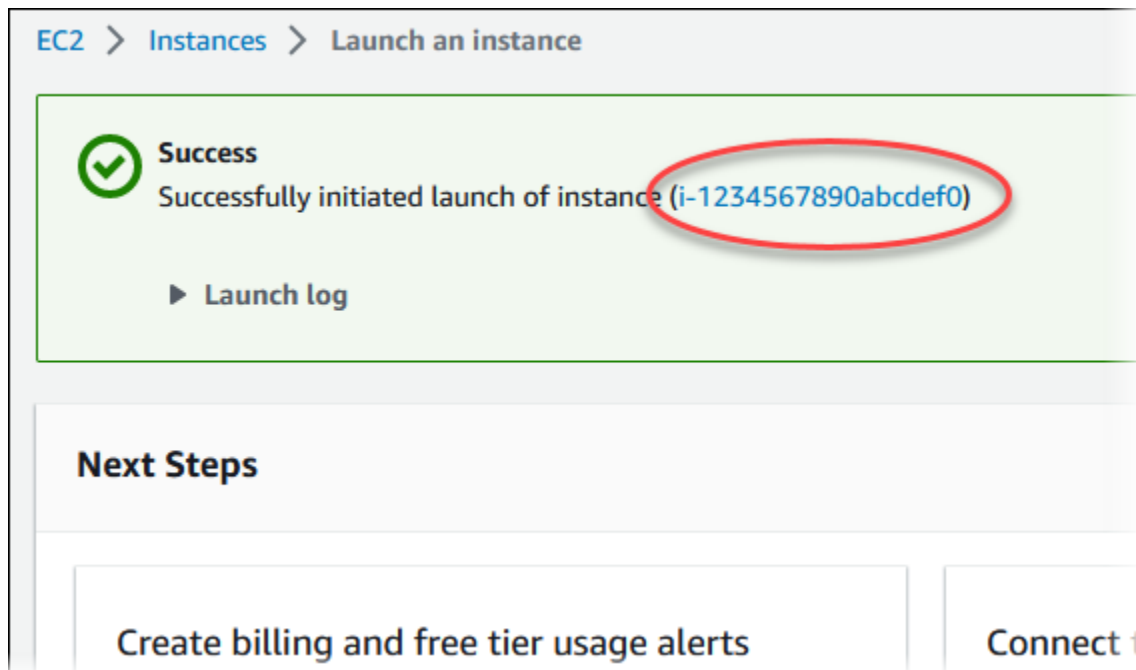 EC2 > Instances > Launch an instance
Success
Successfully initiated launch of instance (i-1234567890abcdef0)
▶ Launch log
Next Steps
Create billing and free tier usage alerts
Connect